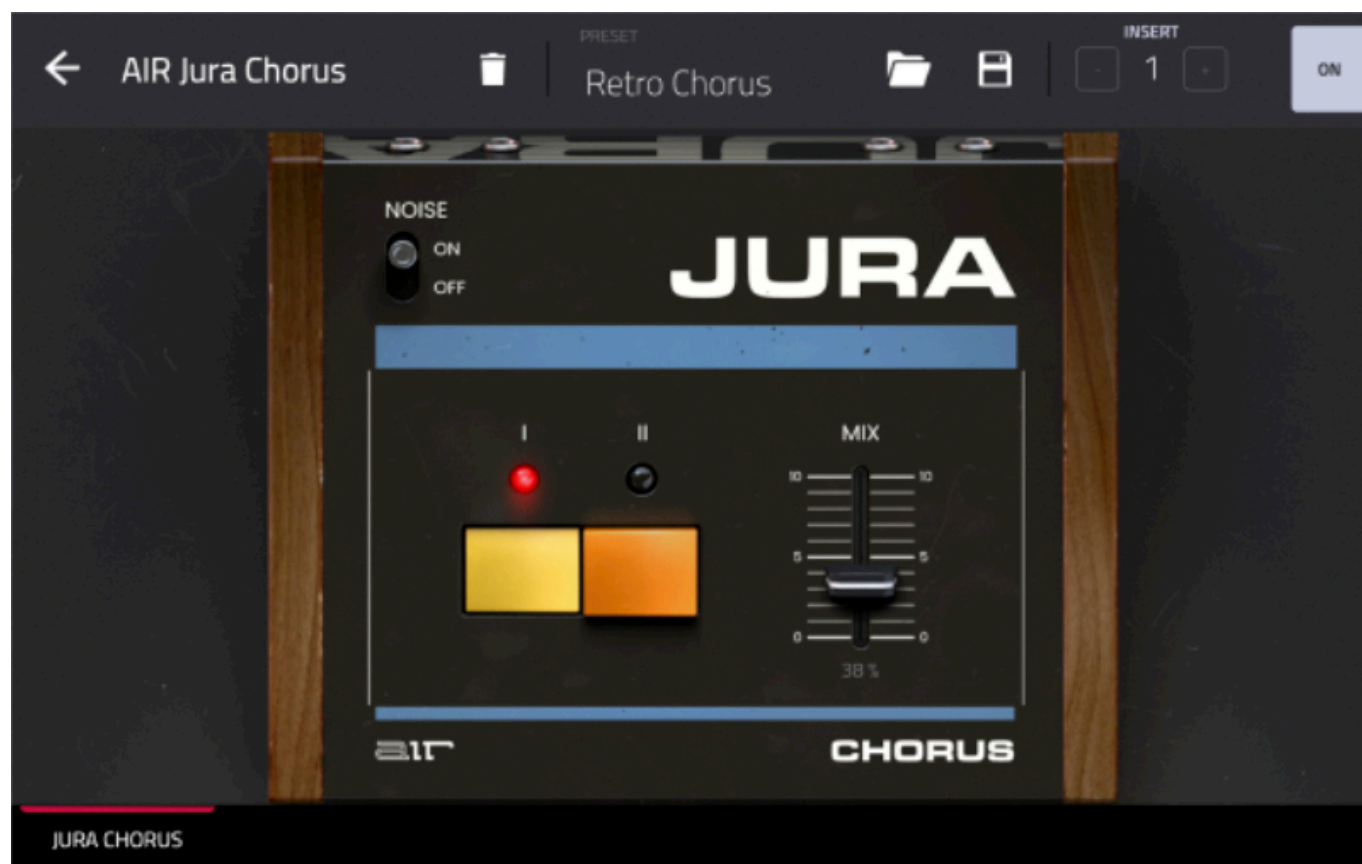 AIR Jura Chorus
PRESET
Retro Chorus
INSERT
- 1 +
ON
NOISE
ON
OFF
JURA
I II MIX
10 10
5 5
0 0
38 %
air CHORUS
JURA CHORUS